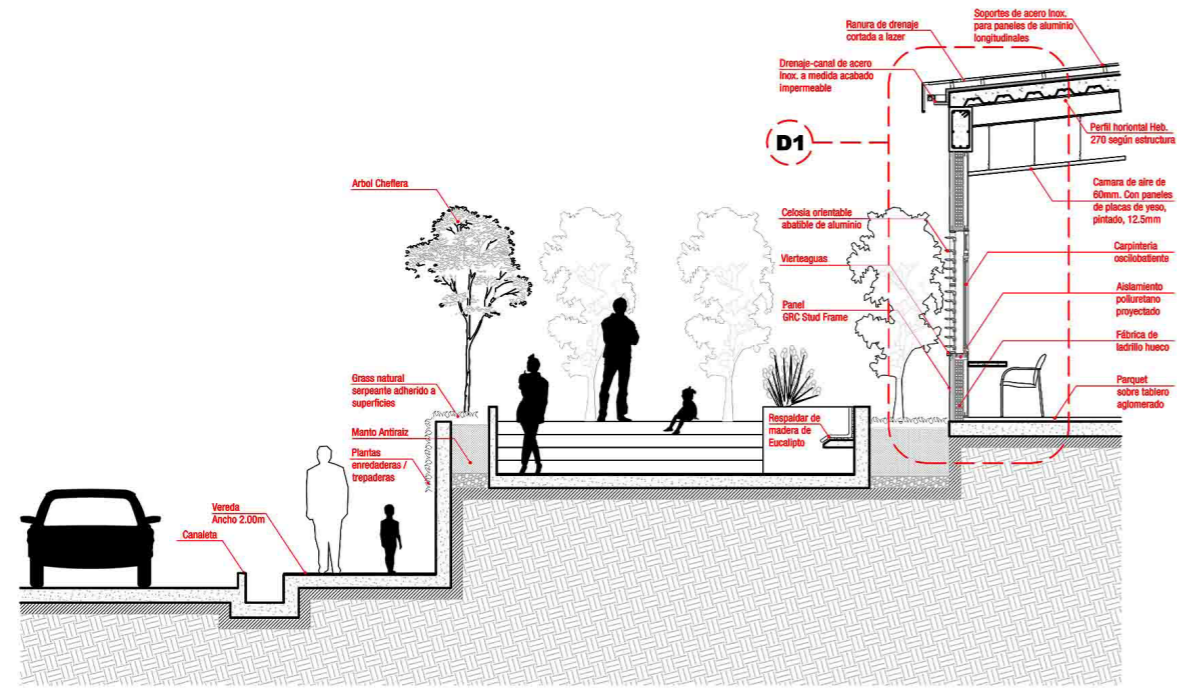 Soportes de acero Inox.
para paneles de aluminio
longitudinales
Ranura de drenaje
cortada a lazer
Drenaje-canal de acero
Inox. a medida acabado
impermeable
D1
Perfil horiontal Heb.
270 según estructura
Camara de aire de
60mm. Con paneles
de placas de yeso,
pintado, 12.5mm
Arbol Cheflera
Celosia orientable
abatible de aluminio
Carpinteria
oscilobatiente
Vierteaguas
Aislamiento
poliuretano
proyectado
Panel
GRC Stud Frame
Fábrica de
ladrillo hueco
Grass natural
serpeante adherido a
superficies
Parquet
sobre tablero
aglomerado
Respaldar de
madera de
Eucalipto
Manto Antiraiz
Plantas
enredaderas /
trepaderas
Vereda
Ancho 2.00m
Canaleta